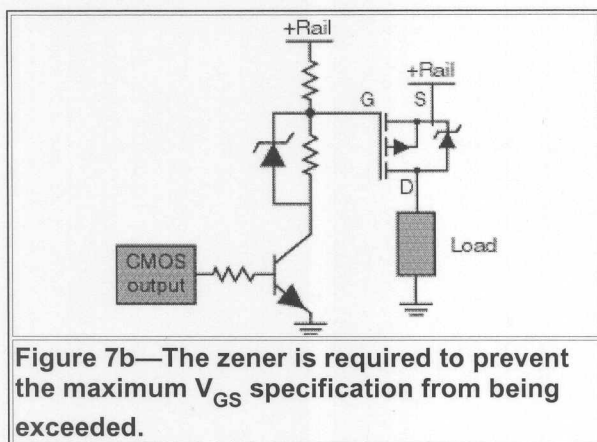 +Rail
+Rail
G
S
D
CMOS
output
Load
Figure 7b—The zener is required to prevent
the maximum VGS specification from being
exceeded.